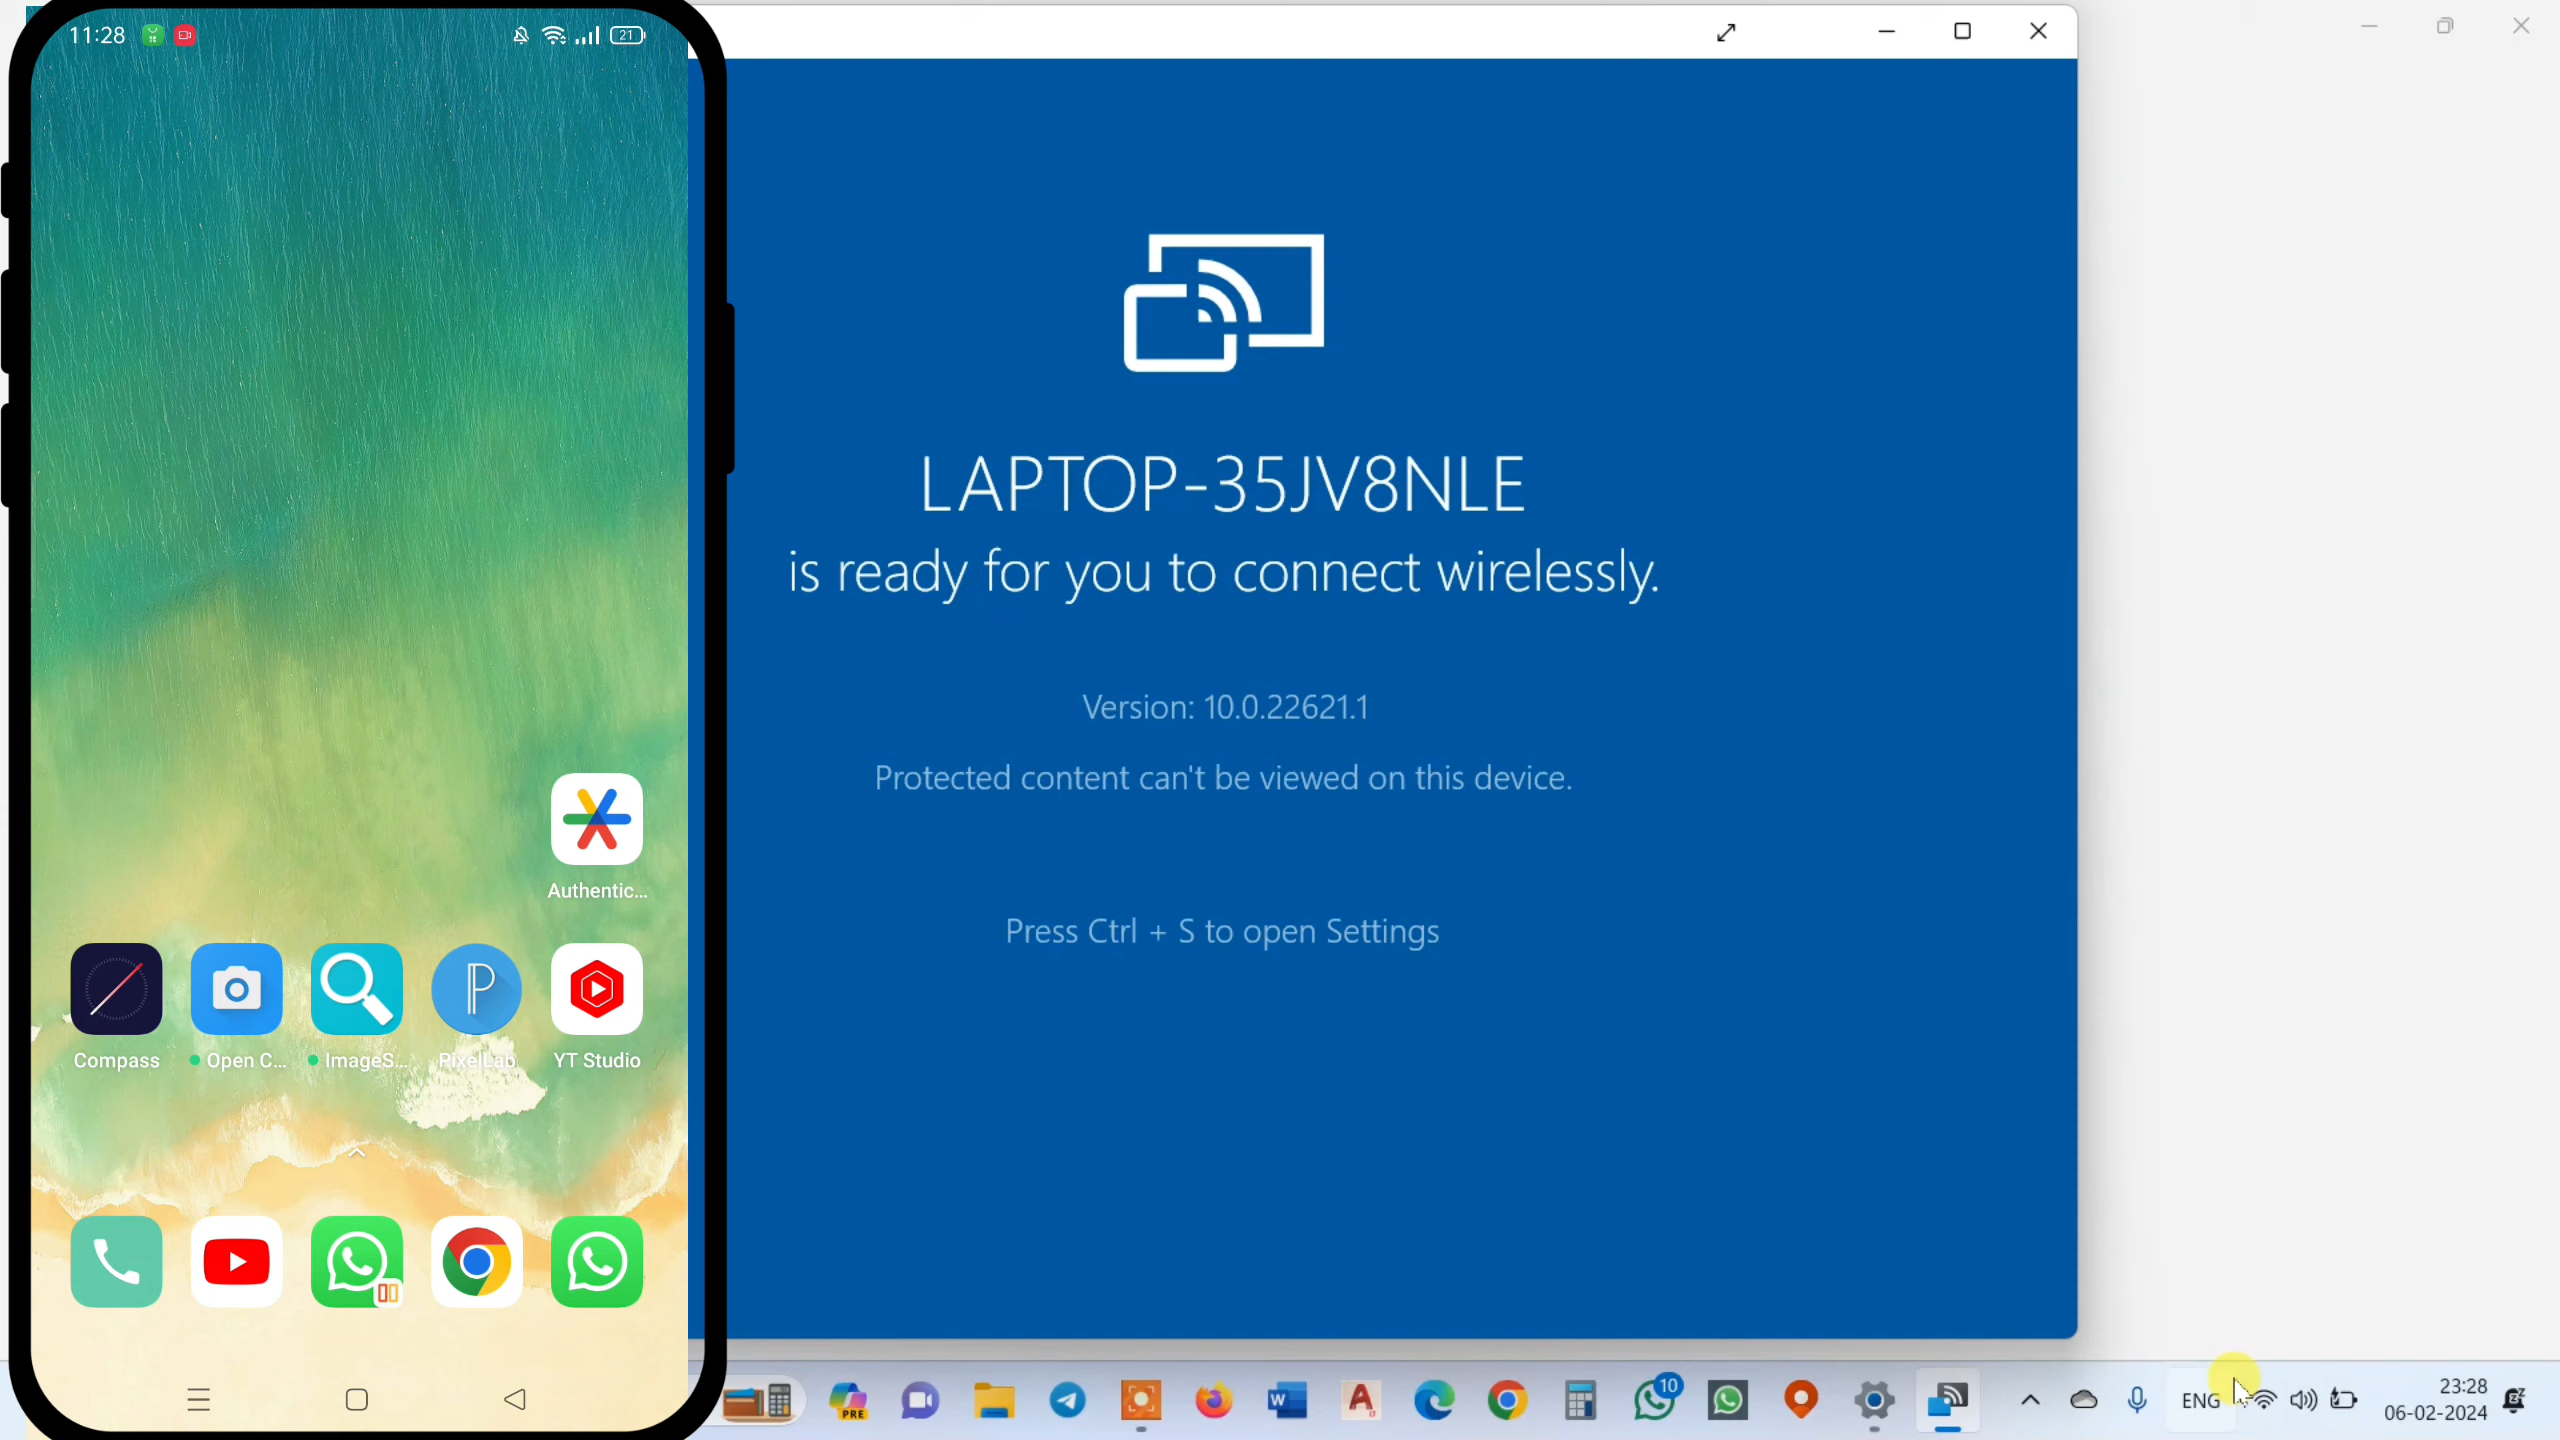 11:28
21
Authentic...
Compass
Open C...
ImageS...
PixelLab
YT Studio
LAPTOP-35JV8NLE
is ready for you to connect wirelessly.
Version: 10.0.22621.1
Protected content can't be viewed on this device.
Press Ctrl + S to open Settings
PRE
10
ENG
23:28
06-02-2024